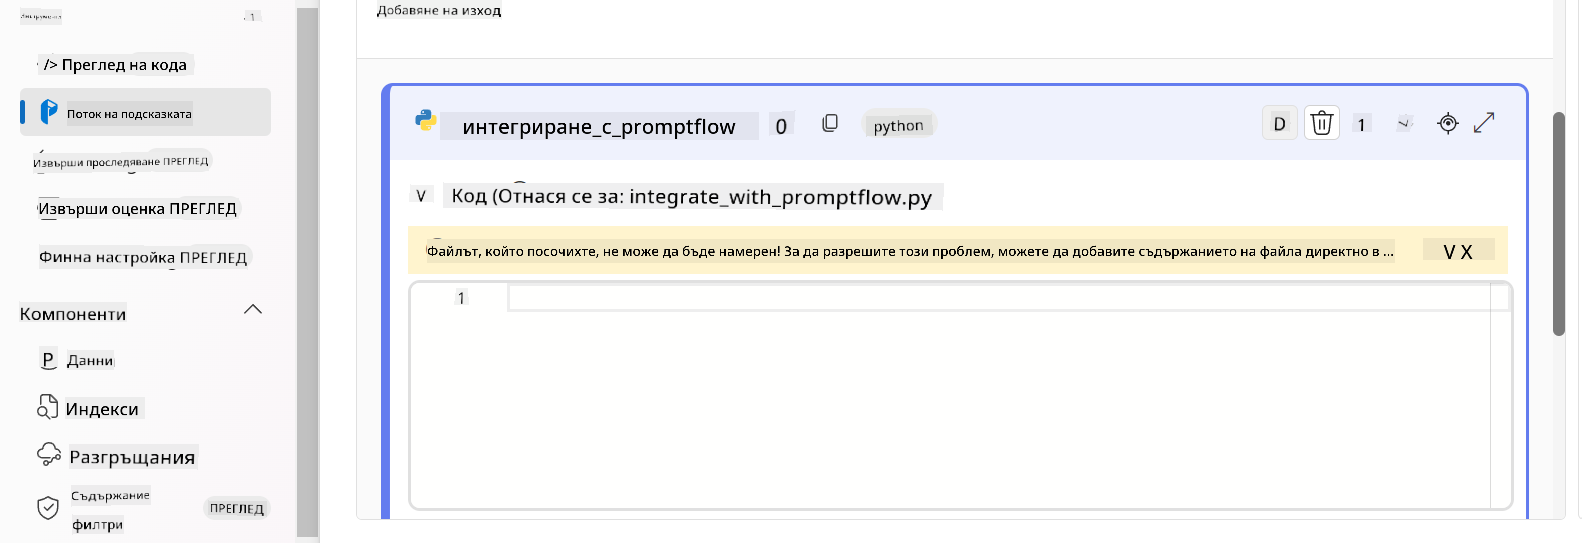 Инструменти
1
Добавяне на изход
/> Преглед на кода
Поток на подсказката
Извърши проследяване ПРЕГЛЕД
Извърши оценка ПРЕГЛЕД
Финна настройка ПРЕГЛЕД
Компоненти
P Данни
Индекси
Разгръщания
Съдържание
филтри
ПРЕГЛЕД
интегриране_с_promptflow 0 python D 1
V Код (Отнася се за: integrate_with_promptflow.py
Файлът, който посочихте, не може да бъде намерен! За да разрешите този проблем, можете да добавите съдържанието на файла директно в ... V X
1